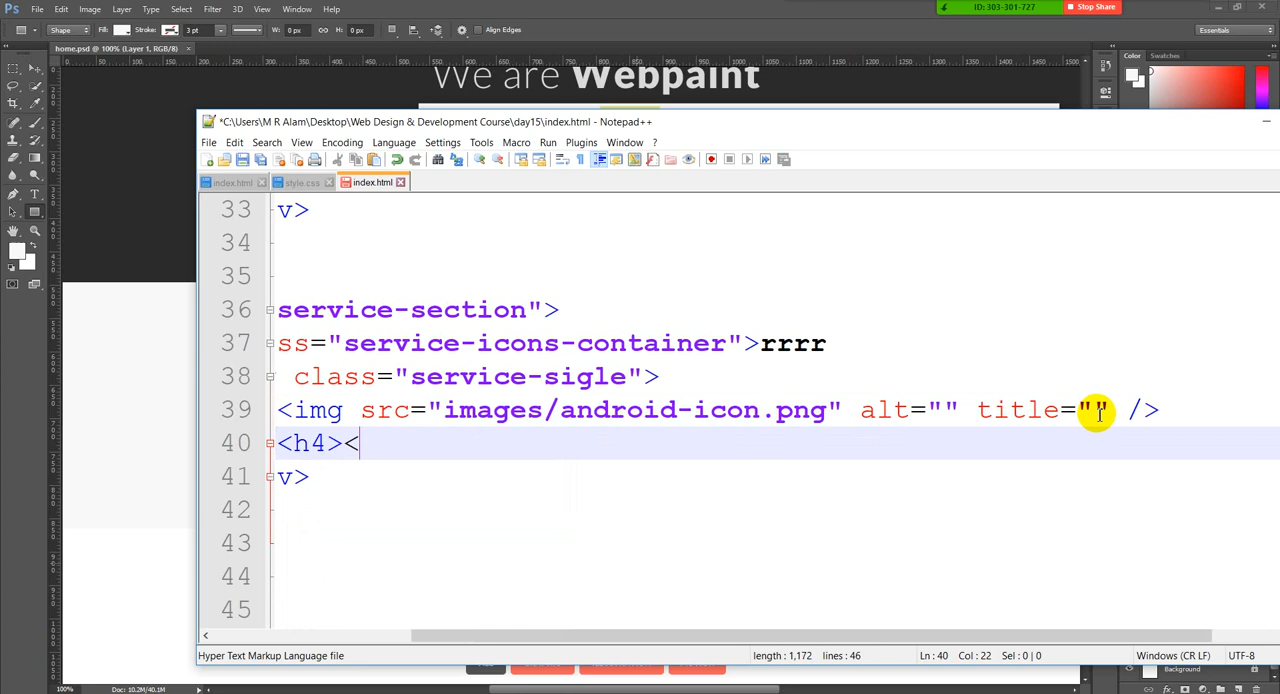 Ps File Edit Image Layer Type Select Filter 3D View Window Help
ID: 303-301-727 Stop Share
Shape Fill: Stroke: 3 pt W: 0 px H: 0 px Align Edges Essentials
home.psd @ 100% (Layer 1, RGB/8) ×
Color Swatches
We are Webpaint
*C:\Users\M R Alam\Desktop\Web Design & Development Course\day15\index.html - Notepad++
File Edit Search View Encoding Language Settings Tools Macro Run Plugins Window ?
index.html style.css index.html
33 v>
34
35
36 service-section">
37 ss="service-icons-container">rrrr
38 class="service-sigle">
39 <img src="images/android-icon.png" alt="" title="" />
40 <h4><
41 v>
42
43
44
45
Hyper Text Markup Language file length : 1,172 lines : 46 Ln : 40 Col : 22 Sel : 0 | 0 Windows (CR LF) UTF-8
Background
100% Doc: 10.2M/40.1M